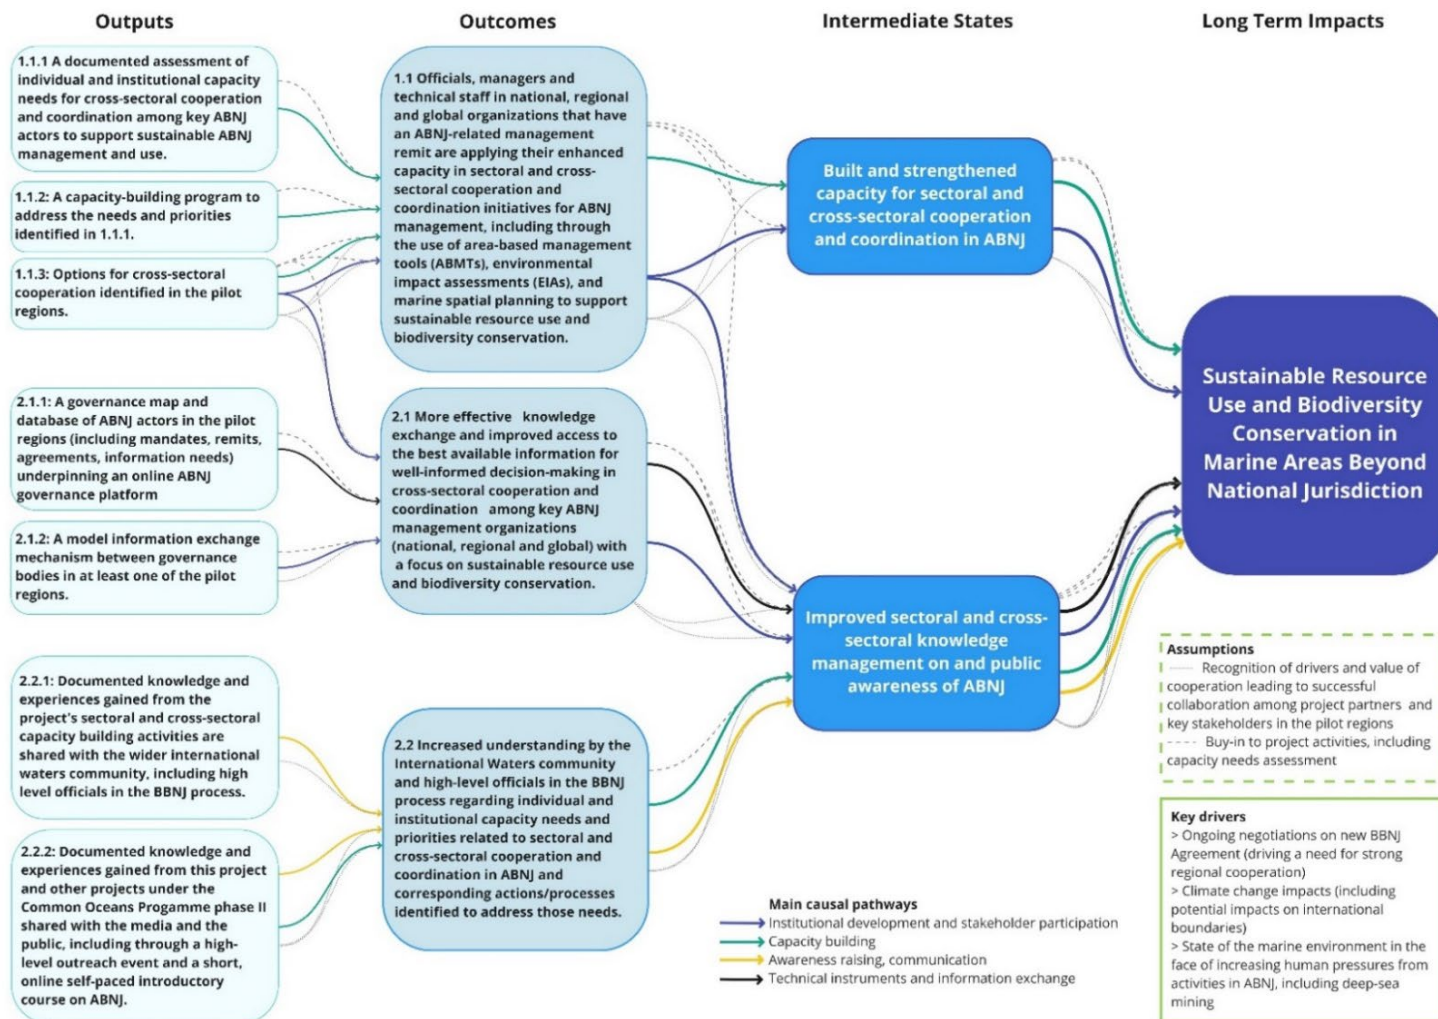 Outputs
Outcomes
Intermediate States
Long Term Impacts
1.1.1 A documented assessment of
individual and institutional capacity
needs for cross-sectoral cooperation
and coordination among key ABNJ
actors to support sustainable ABNJ
management and use.
1.1.2: A capacity-building program to
address the needs and priorities
identified in 1.1.1.
1.1.3: Options for cross-sectoral
cooperation identified in the pilot
regions.
2.1.1: A governance map and
database of ABNJ actors in the pilot
regions (including mandates, remits,
agreements, information needs)
underpinning an online ABNJ
governance platform
2.1.2: A model information exchange
mechanism between governance
bodies in at least one of the pilot
regions.
2.2.1: Documented knowledge and
experiences gained from the
project's sectoral and cross-sectoral
capacity building activities are
shared with the wider international
waters community, including high
level officials in the BBNJ process.
2.2.2: Documented knowledge and
experiences gained from this project
and other projects under the
Common Oceans Progamme phase II
shared with the media and the
public, including through a high-
level outreach event and a short,
online self-paced introductory
course on ABNJ.
1.1 Officials, managers and
technical staff in national, regional
and global organizations that have
an ABNJ-related management
remit are applying their enhanced
capacity in sectoral and cross-
sectoral cooperation and
coordination initiatives for ABNJ
management, including through
the use of area-based management
tools (ABMTs), environmental
impact assessments (EIAs), and
marine spatial planning to support
sustainable resource use and
biodiversity conservation.
2.1 More effective knowledge
exchange and improved access to
the best available information for
well-informed decision-making in
cross-sectoral cooperation and
coordination among key ABNJ
management organizations
(national, regional and global) with
a focus on sustainable resource use
and biodiversity conservation.
2.2 Increased understanding by the
International Waters community
and high-level officials in the BBNJ
process regarding individual and
institutional capacity needs and
priorities related to sectoral and
cross-sectoral cooperation and
coordination in ABNJ and
corresponding actions/processes
identified to address those needs.
Built and strengthened
capacity for sectoral and
cross-sectoral cooperation
and coordination in ABNJ
Improved sectoral and cross-
sectoral knowledge
management on and public
awareness of ABNJ
Sustainable Resource
Use and Biodiversity
Conservation in
Marine Areas Beyond
National Jurisdiction
Main causal pathways
Institutional development and stakeholder participation
Capacity building
Awareness raising, communication
Technical instruments and information exchange
Assumptions
Recognition of drivers and value of
cooperation leading to successful
collaboration among project partners and
key stakeholders in the pilot regions
Buy-in to project activities, including
capacity needs assessment
Key drivers
> Ongoing negotiations on new BBNJ
Agreement (driving a need for strong
regional cooperation)
> Climate change impacts (including
potential impacts on international
boundaries)
> State of the marine environment in the
face of increasing human pressures from
activities in ABNJ, including deep-sea
mining